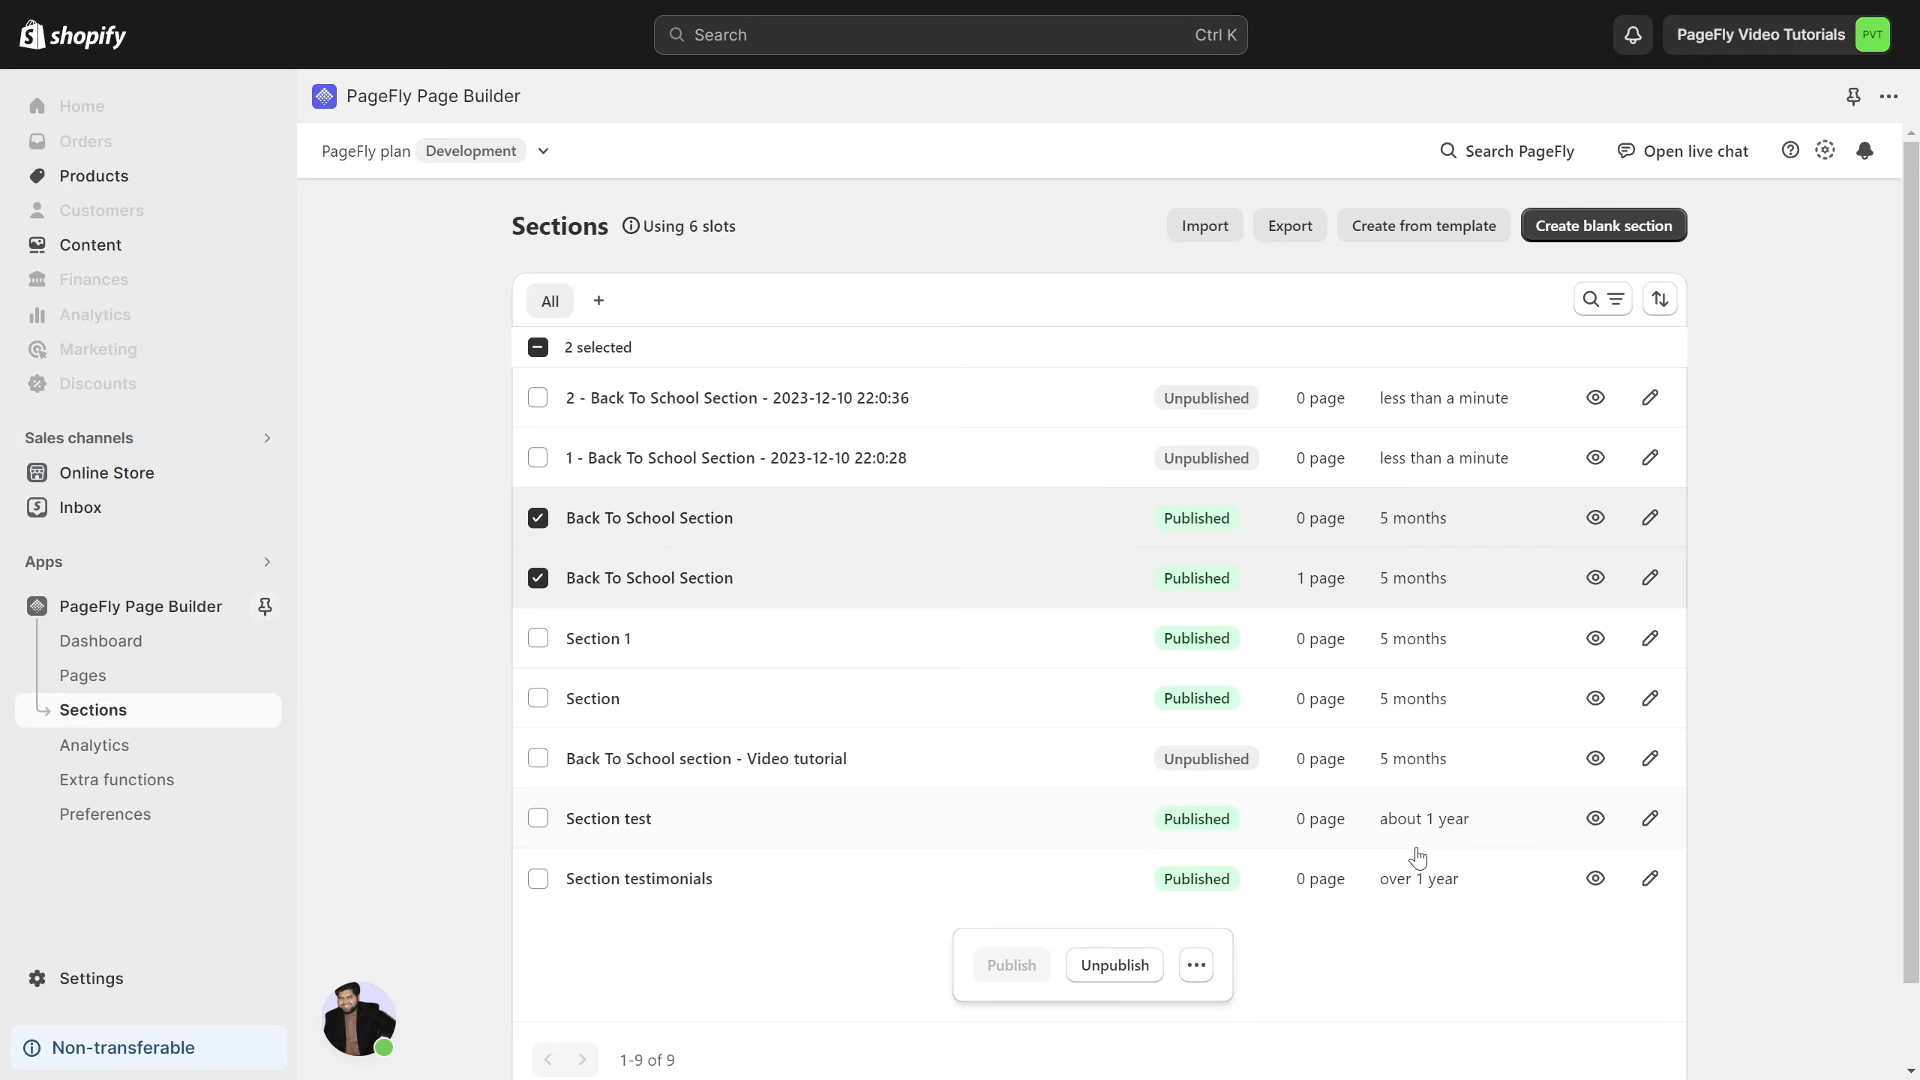 shopify
Search
Ctrl K
PageFly Video Tutorials
PVT
Home
Orders
Products
Customers
Content
Finances
Analytics
Marketing
Discounts
Sales channels
Online Store
Inbox
Apps
PageFly Page Builder
Dashboard
Pages
Sections
Analytics
Extra functions
Preferences
Settings
Non-transferable
PageFly Page Builder
PageFly plan Development
Search PageFly
Open live chat
Sections Using 6 slots
Import
Export
Create from template
Create blank section
All +
2 selected
2 - Back To School Section - 2023-12-10 22:0:36 Unpublished 0 page less than a minute
1 - Back To School Section - 2023-12-10 22:0:28 Unpublished 0 page less than a minute
Back To School Section Published 0 page 5 months
Back To School Section Published 1 page 5 months
Section 1 Published 0 page 5 months
Section Published 0 page 5 months
Back To School section - Video tutorial Unpublished 0 page 5 months
Section test Published 0 page about 1 year
Section testimonials Published 0 page over 1 year
Publish
Unpublish
1-9 of 9